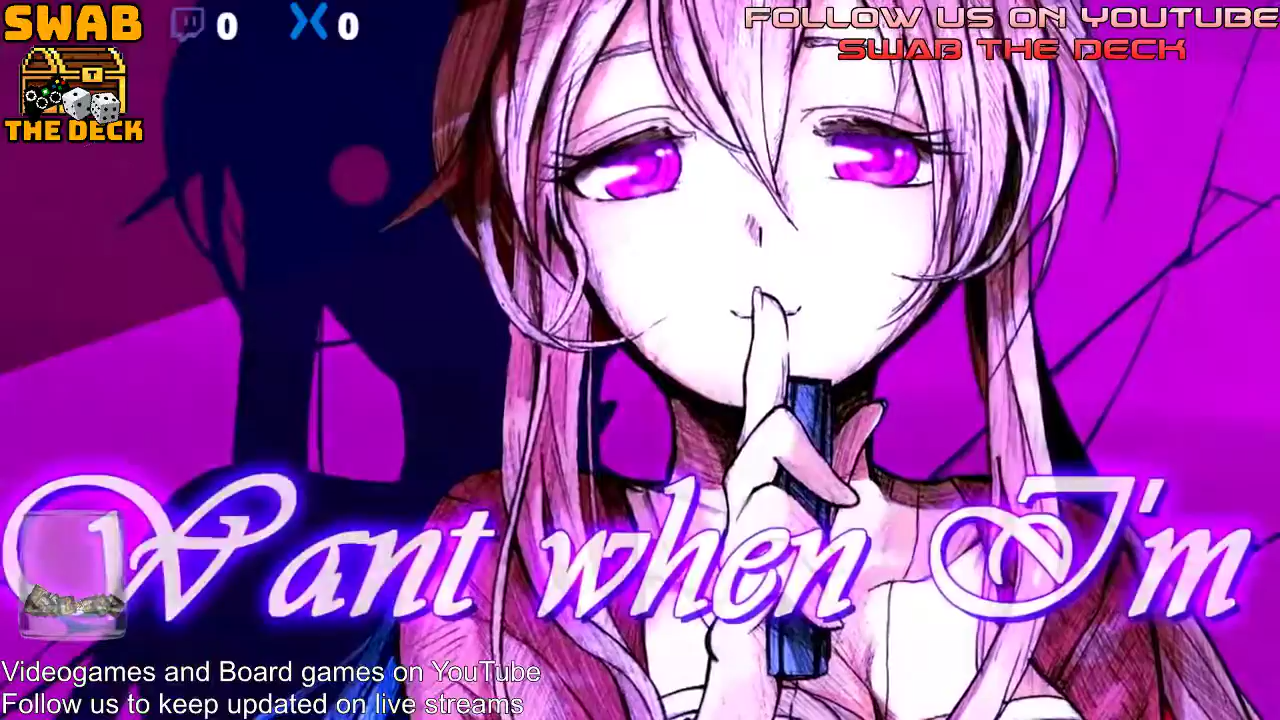 SWAB
THE DECK
0
0
FOLLOW US ON YOUTUBE
SWAB THE DECK
Want when I'm
Videogames and Board games on YouTube
Follow us to keep updated on live streams